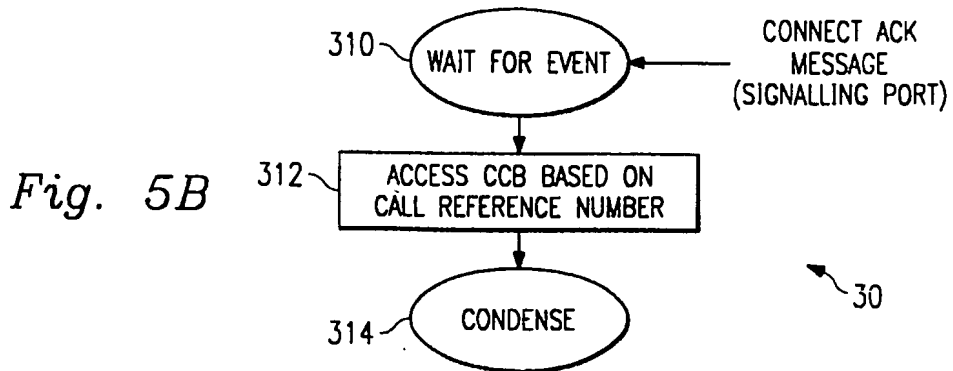 310
WAIT FOR EVENT
CONNECT ACK
MESSAGE
(SIGNALLING PORT)
Fig. 5B
312
ACCESS CCB BASED ON
CALL REFERENCE NUMBER
30
314
CONDENSE